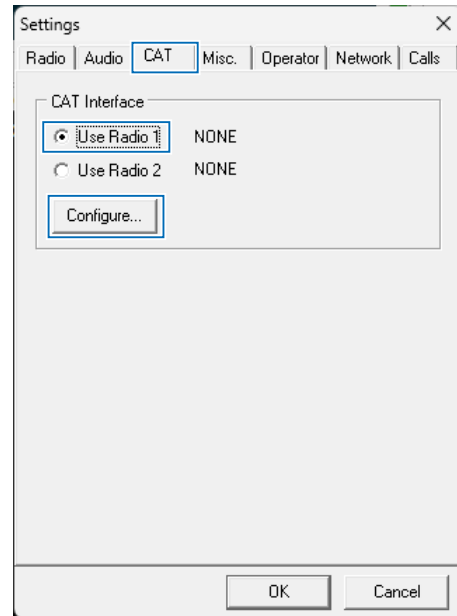 Settings
Radio Audio CAT Misc. Operator Network Calls
CAT Interface
Use Radio 1 NONE
Use Radio 2 NONE
Configure...
OK Cancel